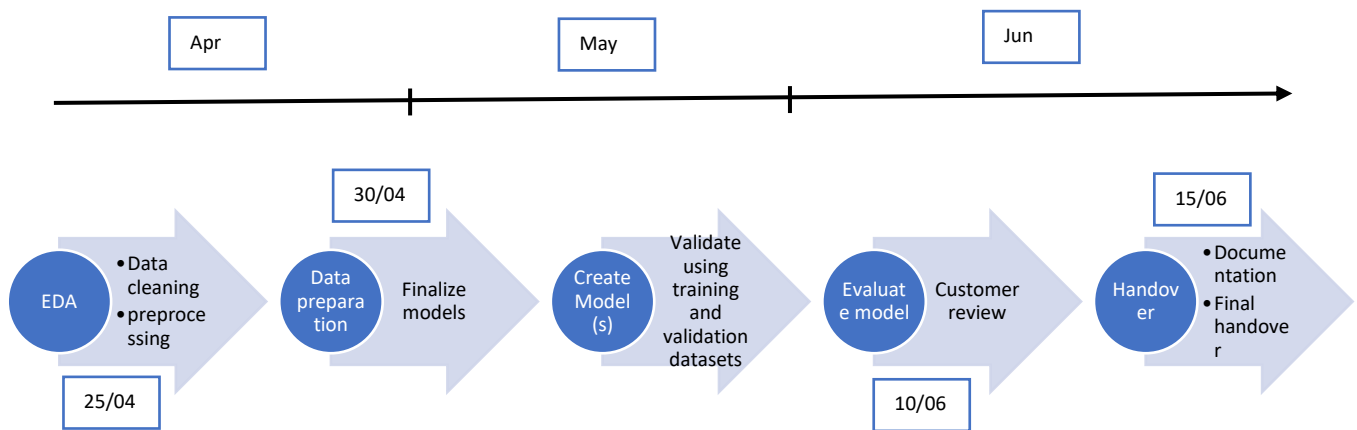 Apr
May
Jun
30/04
15/06
EDA
•Data
cleaning
•preproce
ssing
Data
prepara
tion
Finalize
models
Create
Model
(s)
Validate
using
training
and
validation
datasets
Evaluat
e model
Customer
review
Handov
er
•Docume
ntation
•Final
handove
r
25/04
10/06